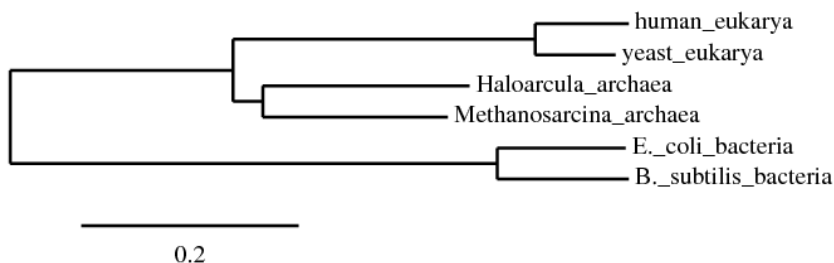 human_eukarya
yeast_eukarya
Haloarcula_archaea
Methanosarcina_archaea
E._coli_bacteria
B._subtilis_bacteria
0.2